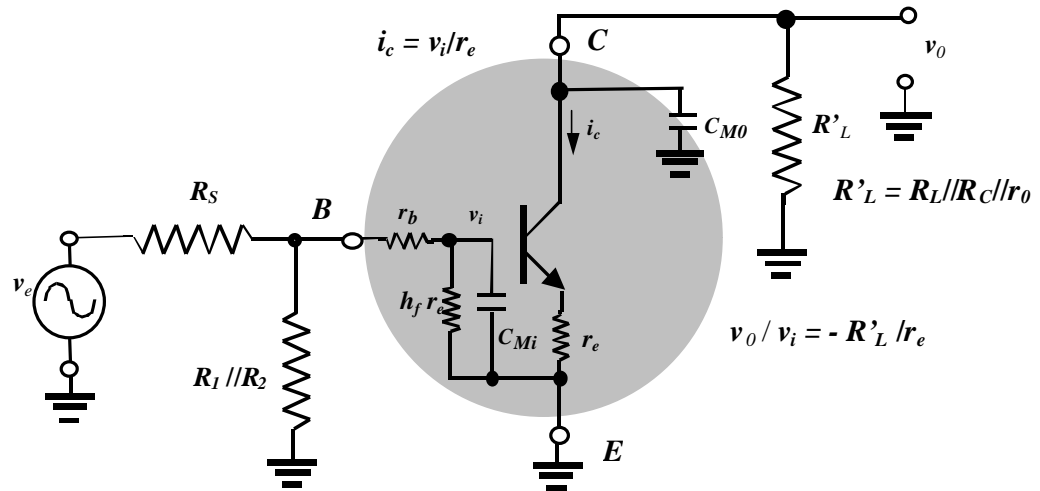 i_c = v_i/r_e
C
v_0
i_c
C_M0
R'_L
R'_L = R_L//R_C//r_0
R_S
B
r_b
v_i
v_e
h_f r_e
C_Mi
r_e
v_0 / v_i = - R'_L /r_e
R_1 //R_2
E